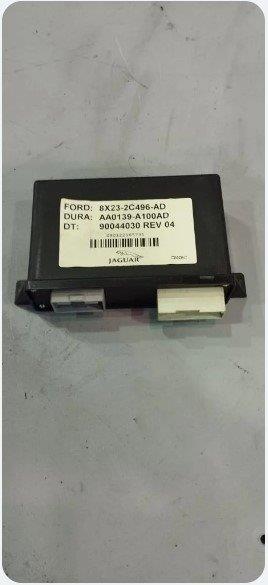 FORD: 8X23-2C496-AD
DURA: AA0139-A100AD
DT: 90044030 REV 04
JAGUAR